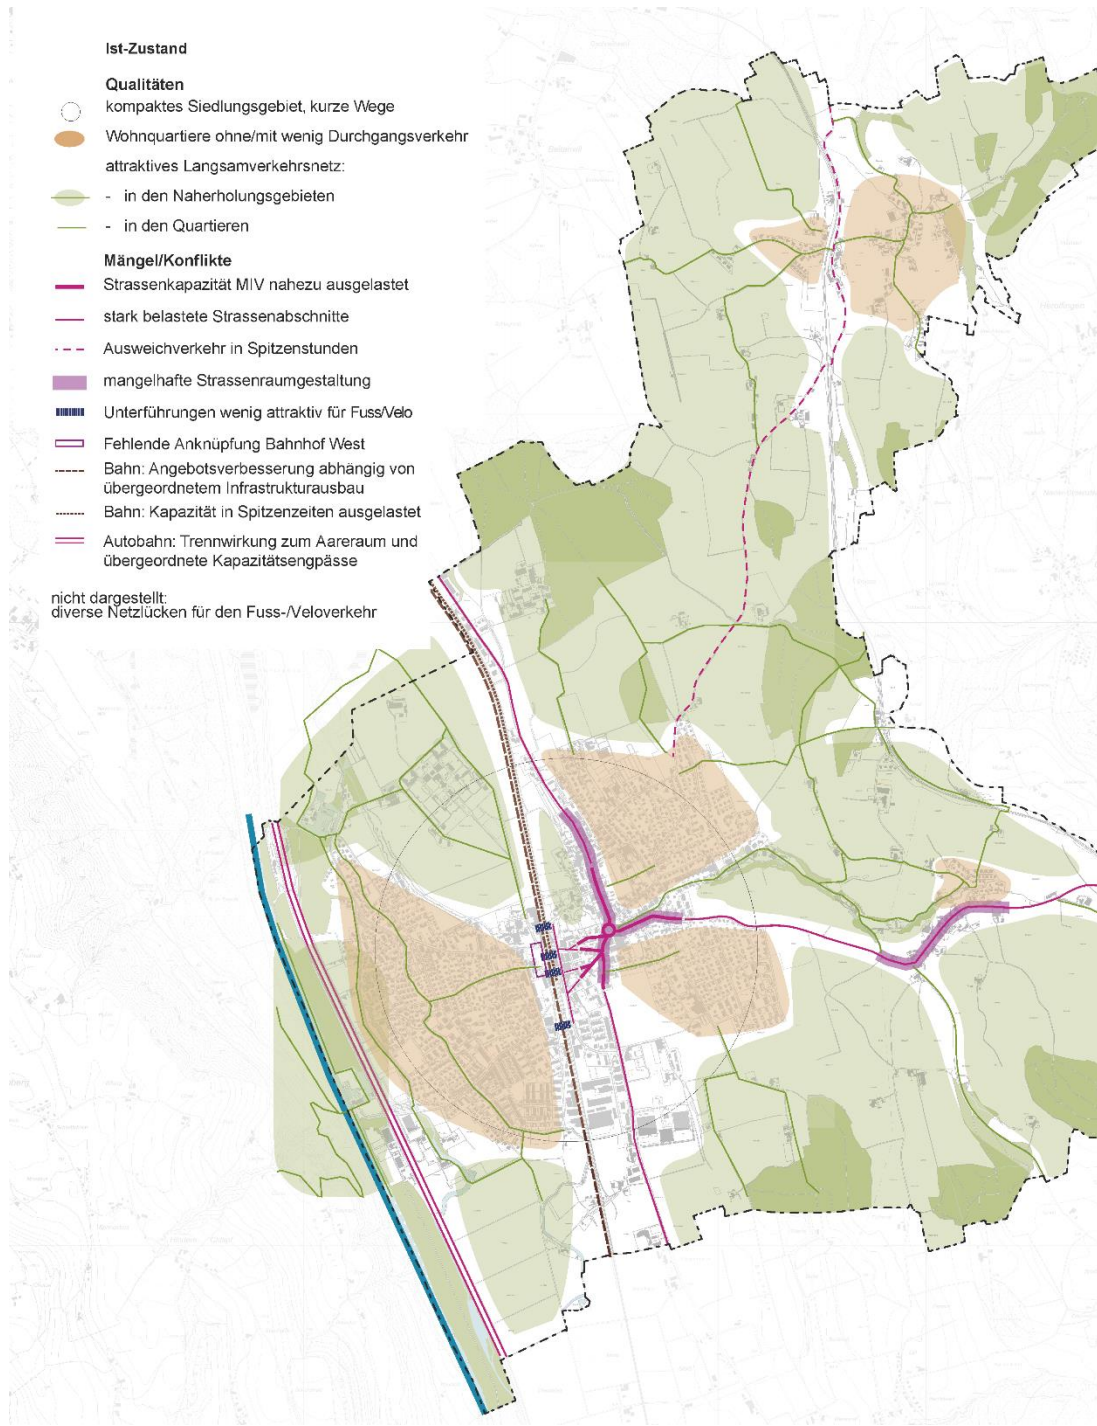 Ist-Zustand
Qualitäten
kompaktes Siedlungsgebiet, kurze Wege
Wohnquartiere ohne/mit wenig Durchgangsverkehr
attraktives Langsamverkehrsnetz:
- in den Naherholungsgebieten
- in den Quartieren
Mängel/Konflikte
Strassenkapazität MIV nahezu ausgelastet
stark belastete Strassenabschnitte
Ausweichverkehr in Spitzenstunden
mangelhafte Strassenraumgestaltung
Unterführungen wenig attraktiv für Fuss/Velo
Fehlende Anknüpfung Bahnhof West
Bahn: Angebotsverbesserung abhängig von
übergeordnetem Infrastrukturausbau
Bahn: Kapazität in Spitzenzeiten ausgelastet
Autobahn: Trennwirkung zum Aareraum und
übergeordnete Kapazitätsengpässe
nicht dargestellt:
diverse Netzlücken für den Fuss-/Veloverkehr